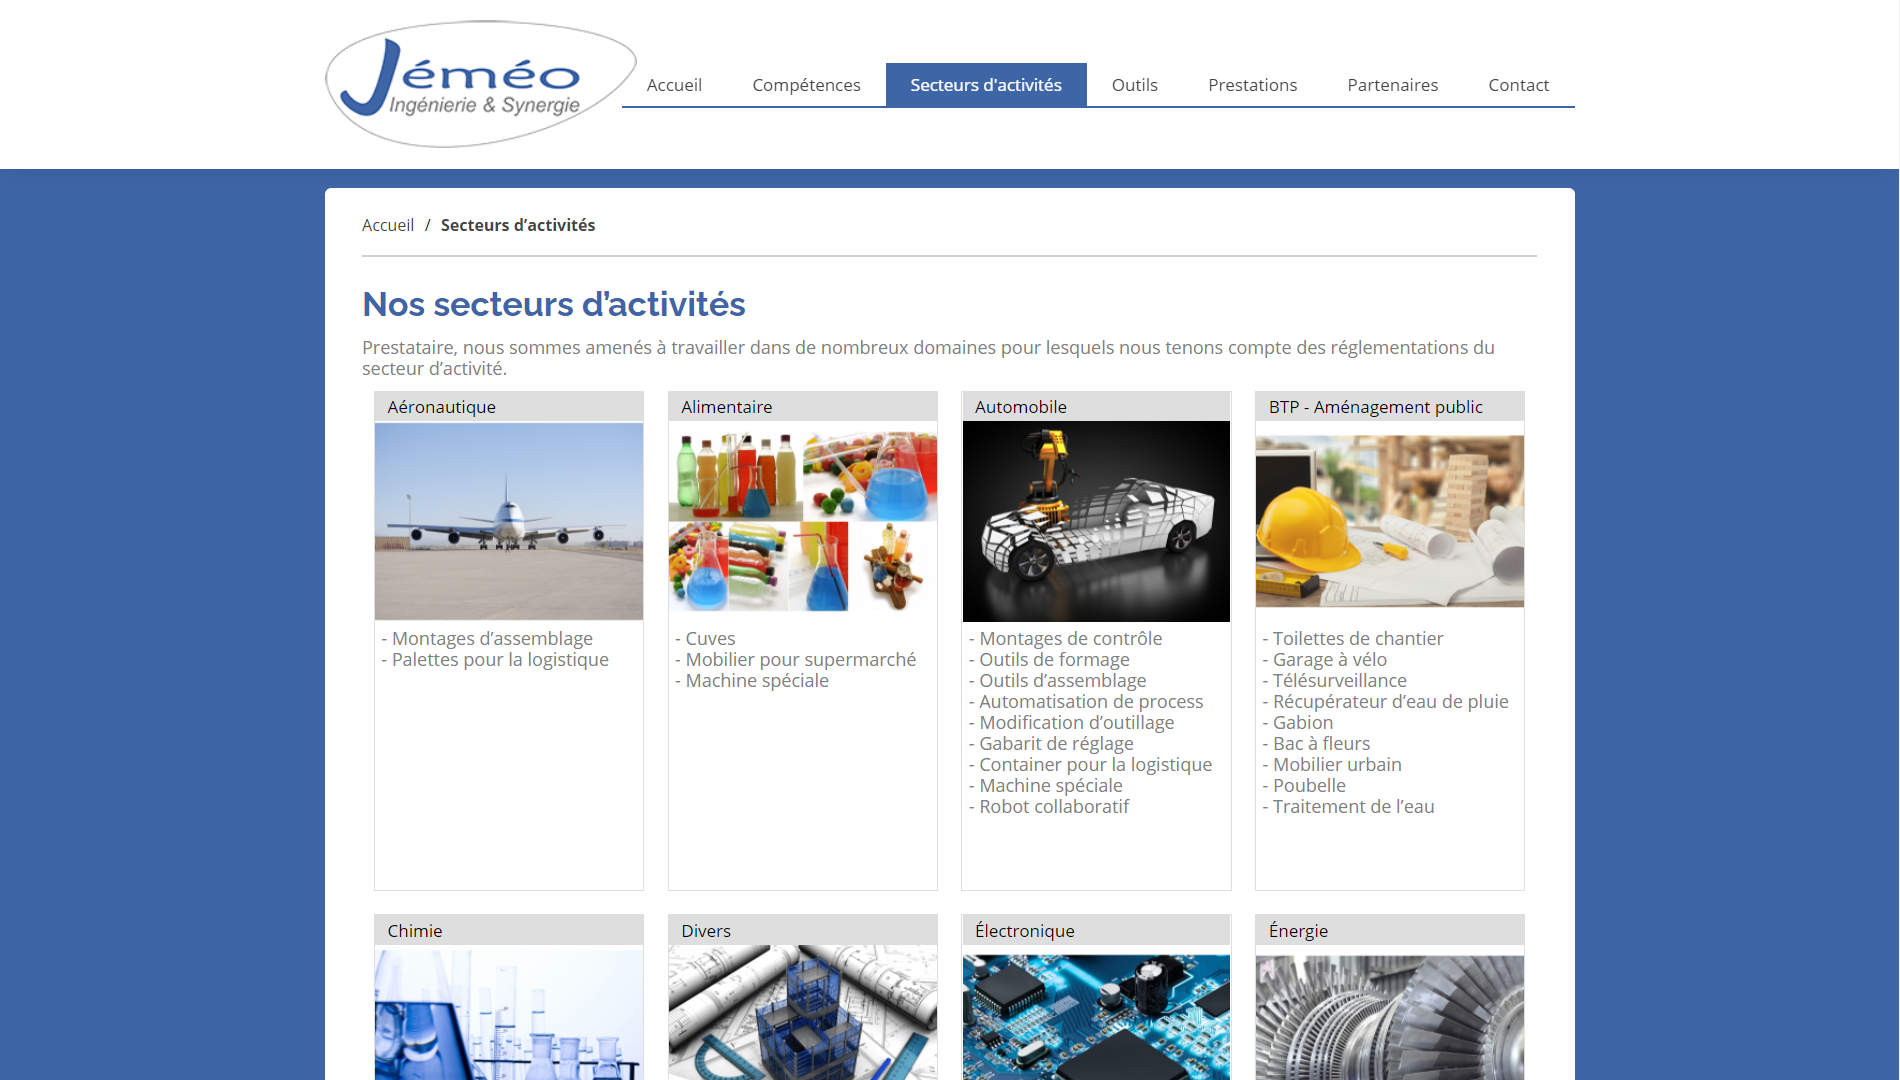 Jéméo
Ingénierie & Synergie
Accueil
Compétences
Secteurs d'activités
Outils
Prestations
Partenaires
Contact
Accueil / Secteurs d’activités
Nos secteurs d’activités
Prestataire, nous sommes amenés à travailler dans de nombreux domaines pour lesquels nous tenons compte des réglementations du
secteur d’activité.
Aéronautique
- Montages d’assemblage
- Palettes pour la logistique
Alimentaire
- Cuves
- Mobilier pour supermarché
- Machine spéciale
Automobile
- Montages de contrôle
- Outils de formage
- Outils d’assemblage
- Automatisation de process
- Modification d’outillage
- Gabarit de réglage
- Container pour la logistique
- Machine spéciale
- Robot collaboratif
BTP - Aménagement public
- Toilettes de chantier
- Garage à vélo
- Télésurveillance
- Récupérateur d’eau de pluie
- Gabion
- Bac à fleurs
- Mobilier urbain
- Poubelle
- Traitement de l’eau
Chimie
Divers
Électronique
Énergie